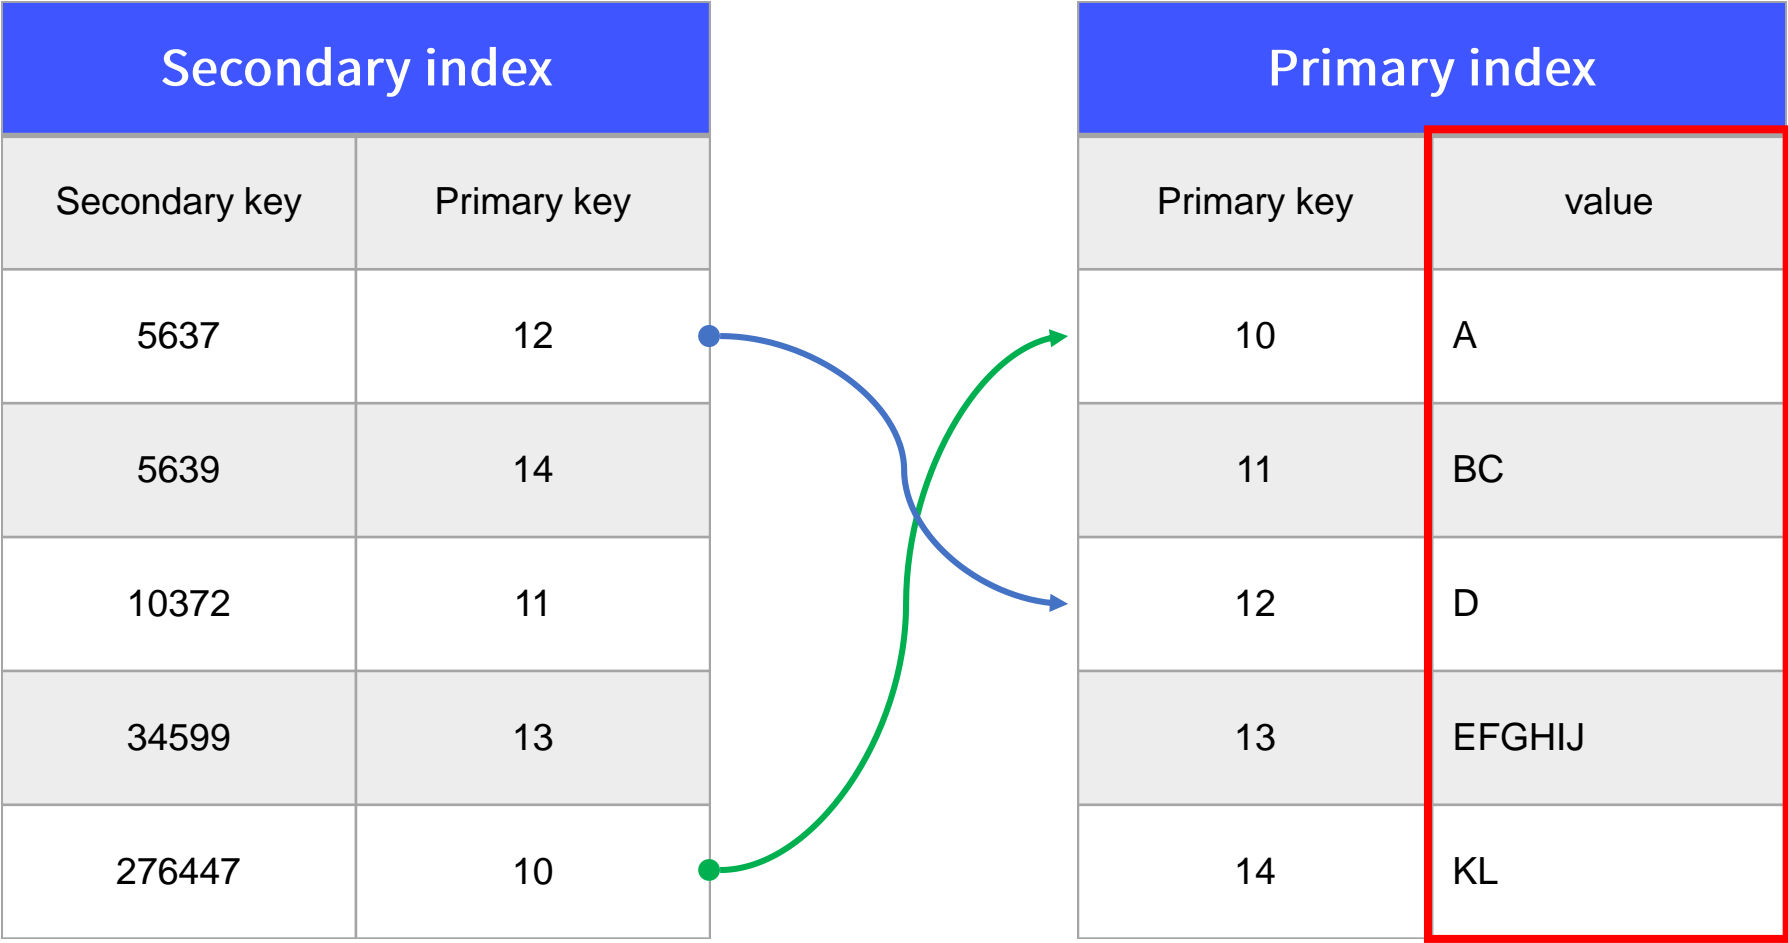 Secondary index
Secondary key Primary key
5637 12
5639 14
10372 11
34599 13
276447 10
Primary index
Primary key value
10 A
11 BC
12 D
13 EFGHIJ
14 KL